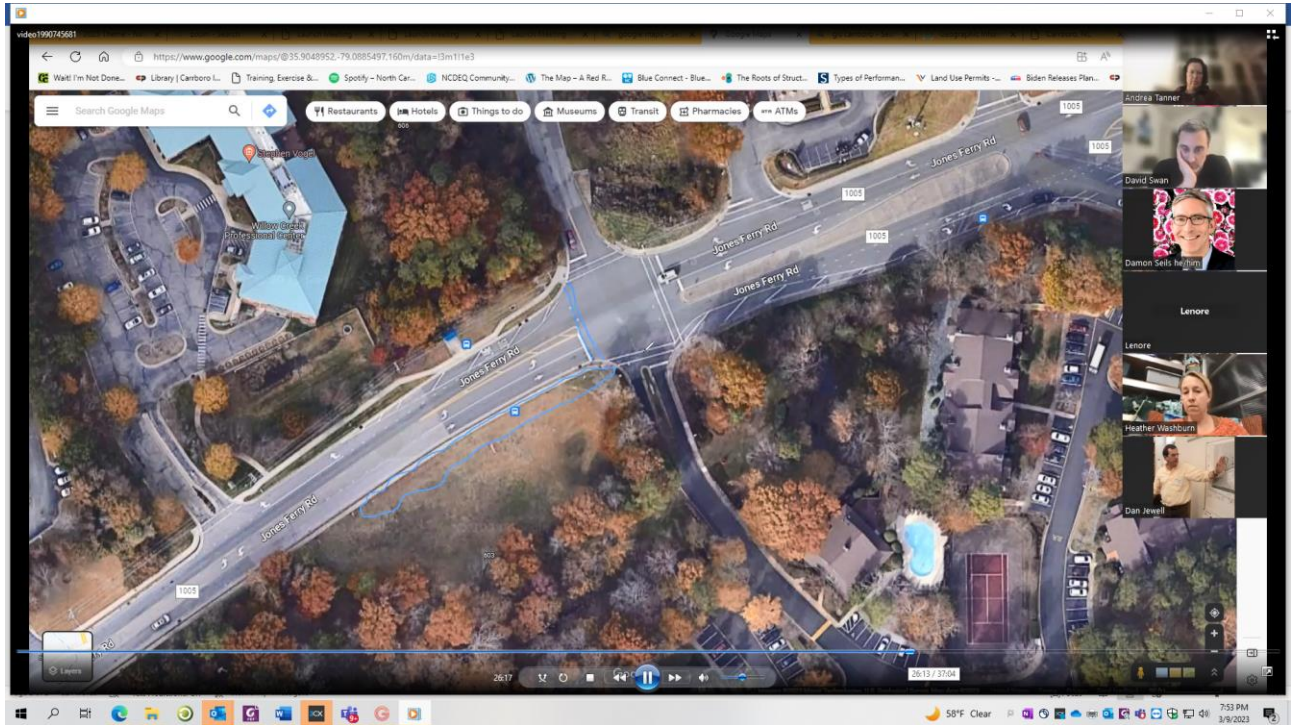 video1990745681
https://www.google.com/maps/@35.9048952,-79.0885497,160m/data=!3m1!1e3
Wait! I'm Not Done...
Library | Carrboro I...
Training, Exercise &...
Spotify – North Car...
NCDEQ Community...
The Map – A Red R...
Blue Connect - Blue...
The Roots of Struct...
Types of Performan...
Land Use Permits -...
Biden Releases Plan...
Search Google Maps
Restaurants
Hotels
Things to do
Museums
Transit
Pharmacies
ATMs
Andrea Tanner
David Swan
Damon Seils he/him
Lenore
Lenore
Heather Washburn
Dan Jewell
Stephen Vogel
Willow Creek
Professional Center
605
1005
1005
Jones Ferry Rd
1005
Jones Ferry Rd
1005
Jones Ferry Rd
Jones Ferry Rd
Jones Ferry Rd
603
1005
Rd
Layers
26:17
26:13 / 37:04
58°F Clear
7:53 PM
3/9/2023